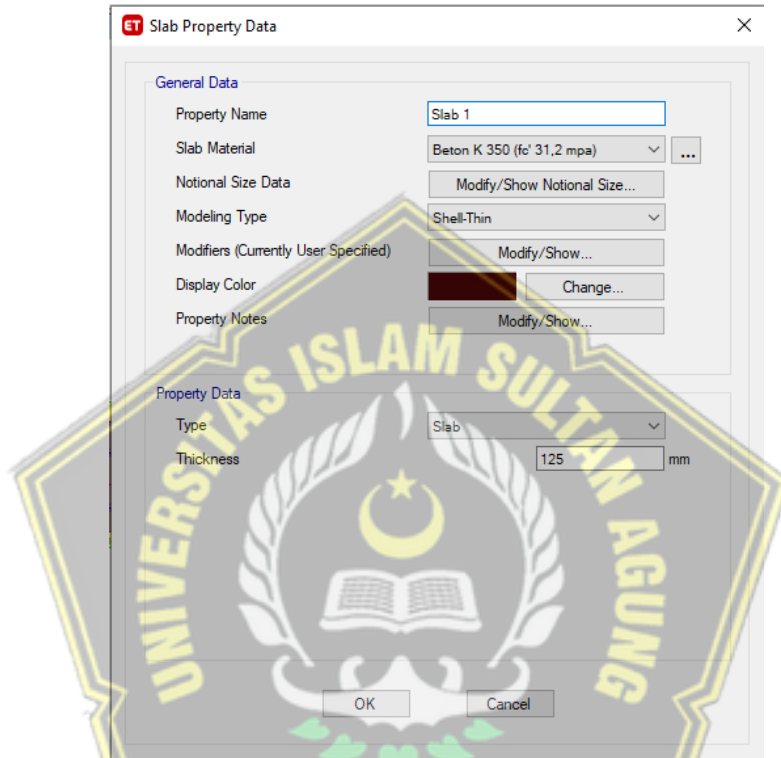 ET Slab Property Data
General Data
Property Name Slab 1
Slab Material Beton K 350 (fc' 31,2 mpa) ...
Notional Size Data Modify/Show Notional Size...
Modeling Type Shell-Thin
Modifiers (Currently User Specified) Modify/Show...
Display Color Change...
Property Notes Modify/Show...
Property Data
Type Slab
Thickness 125 mm
OK Cancel
UNIVERSITAS ISLAM SULTAN AGUNG